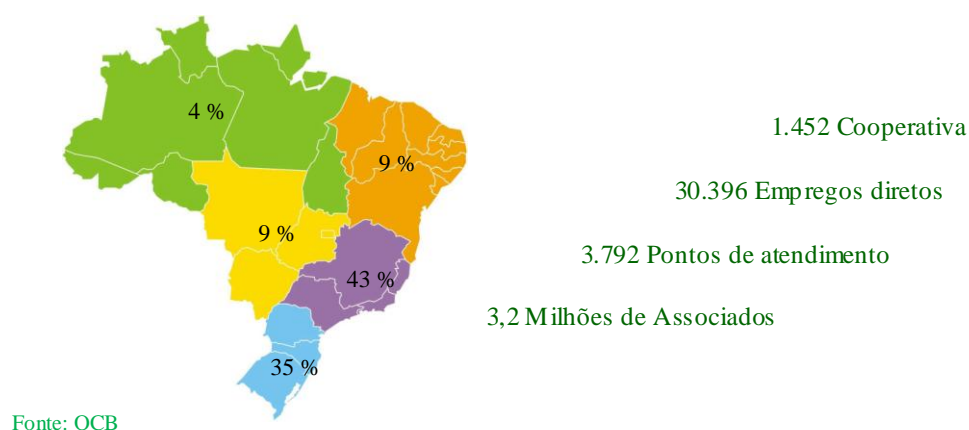 4 %
1.452 Cooperativa
9 %
30.396 Empregos diretos
9 %
3.792 Pontos de atendimento
43 %
3,2 Milhões de Associados
35 %
Fonte: OCB